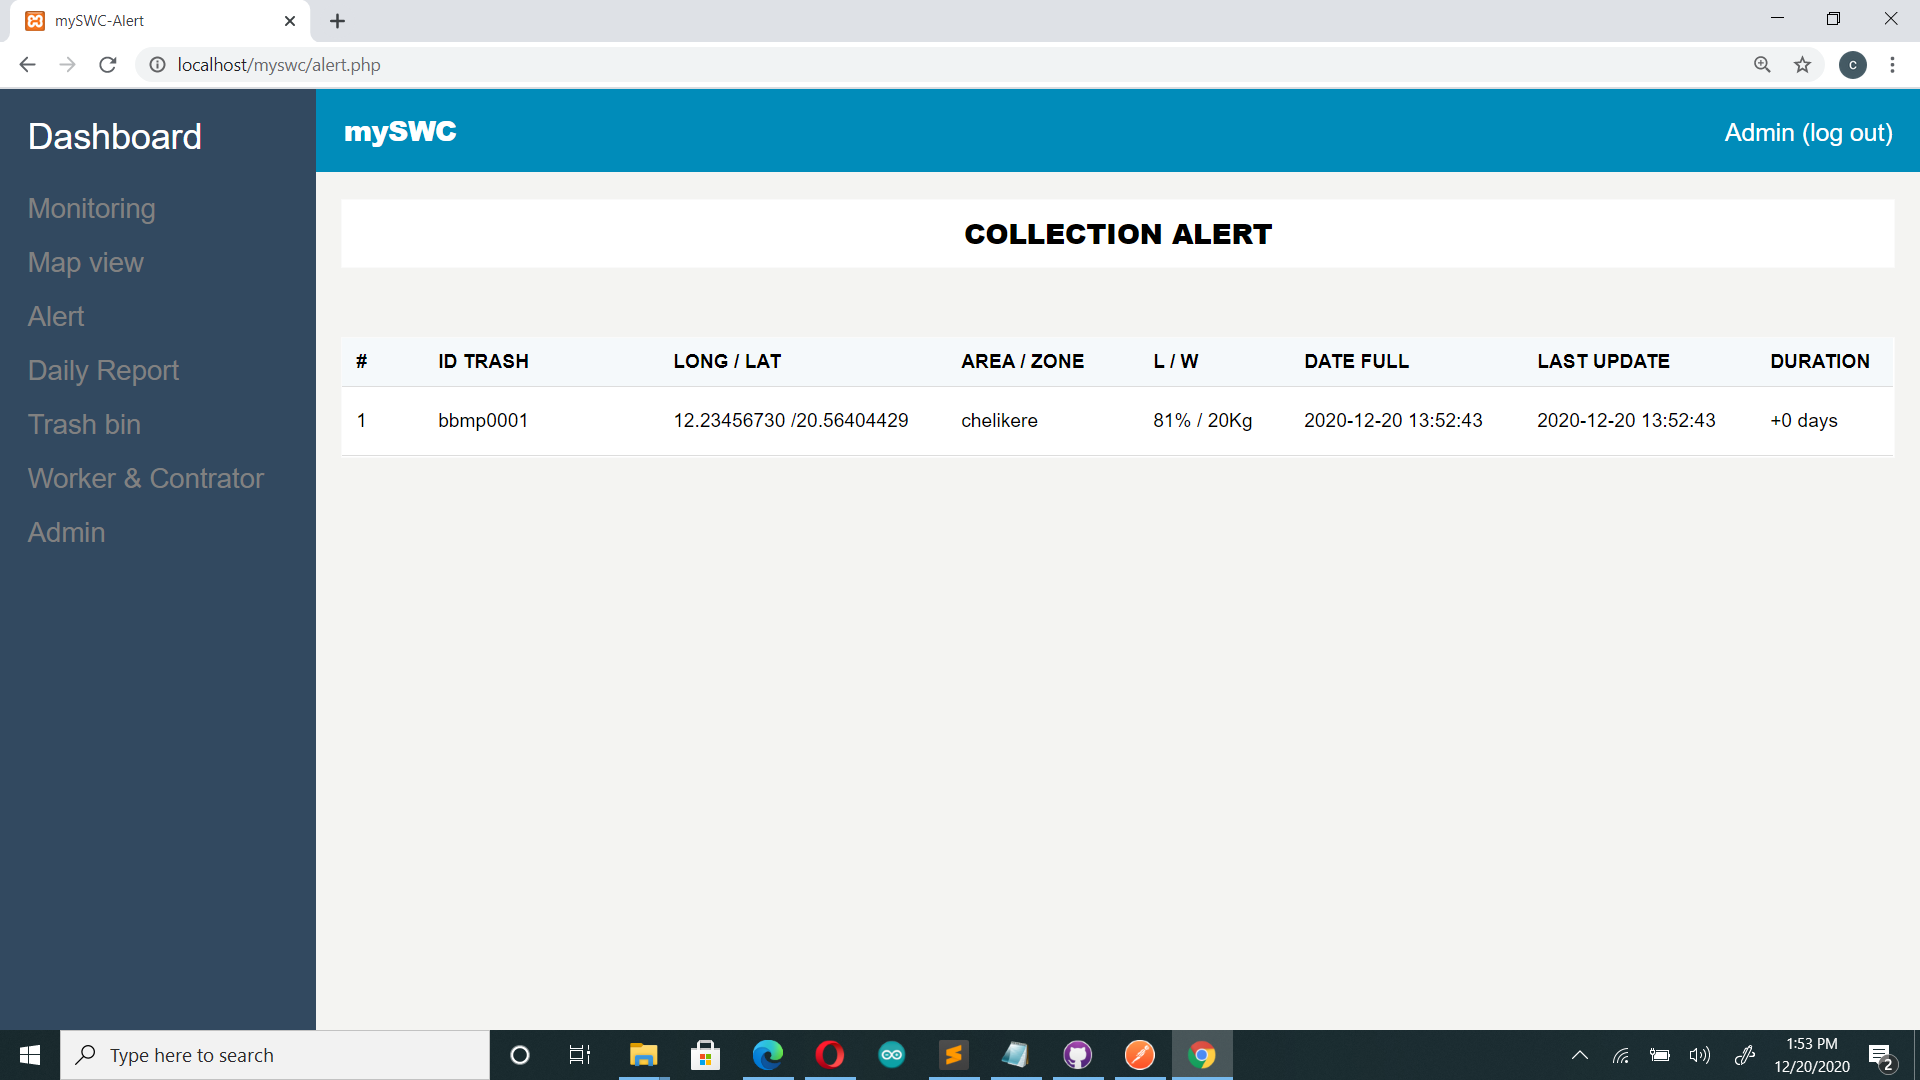 mySWC-Alert
localhost/myswc/alert.php
c
Dashboard
Monitoring
Map view
Alert
Daily Report
Trash bin
Worker & Contrator
Admin
mySWC
Admin (log out)
COLLECTION ALERT
# ID TRASH LONG / LAT AREA / ZONE L / W DATE FULL LAST UPDATE DURATION
1 bbmp0001 12.23456730 /20.56404429 chelikere 81% / 20Kg 2020-12-20 13:52:43 2020-12-20 13:52:43 +0 days
Type here to search
1:53 PM
12/20/2020
2